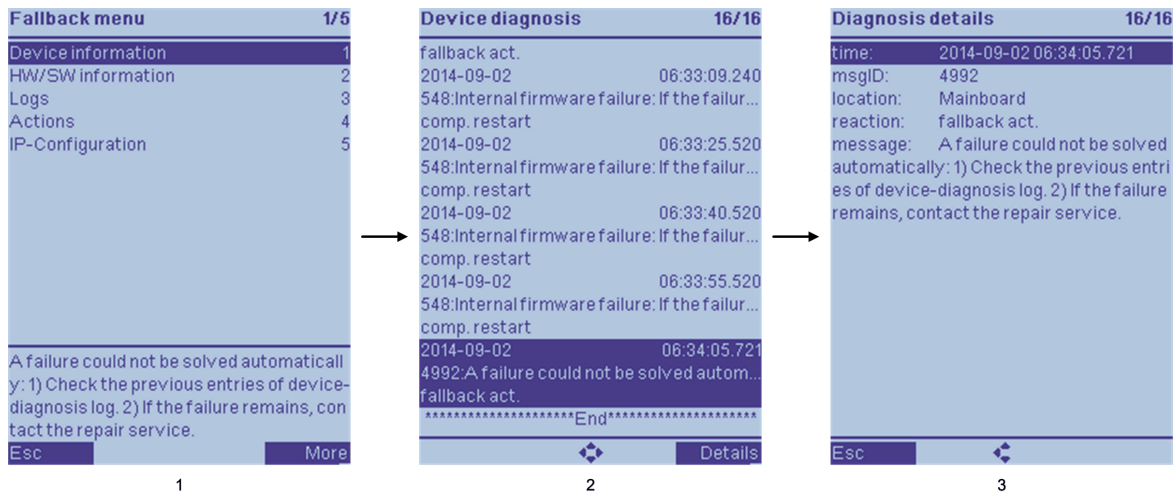 Fallback menu 1/5
Device information 1
HW/SW information 2
Logs 3
Actions 4
IP-Configuration 5
A failure could not be solved automaticall
y: 1) Check the previous entries of device-
diagnosis log. 2) If the failure remains, con
tact the repair service.
Esc More
1
Device diagnosis 16/16
fallback act.
2014-09-02 06:33:09.240
548:Internal firmware failure: If the failur...
comp. restart
2014-09-02 06:33:25.520
548:Internal firmware failure: If the failur...
comp. restart
2014-09-02 06:33:40.520
548:Internal firmware failure: If the failur...
comp. restart
2014-09-02 06:33:55.520
548:Internal firmware failure: If the failur...
comp. restart
2014-09-02 06:34:05.721
4992:A failure could not be solved autom...
fallback act.
*********************End*********************
Details
2
Diagnosis details 16/16
time: 2014-09-02 06:34:05.721
msgID: 4992
location: Mainboard
reaction: fallback act.
message: A failure could not be solved
automatically: 1) Check the previous entri
es of device-diagnosis log. 2) If the failure
remains, contact the repair service.
Esc
3